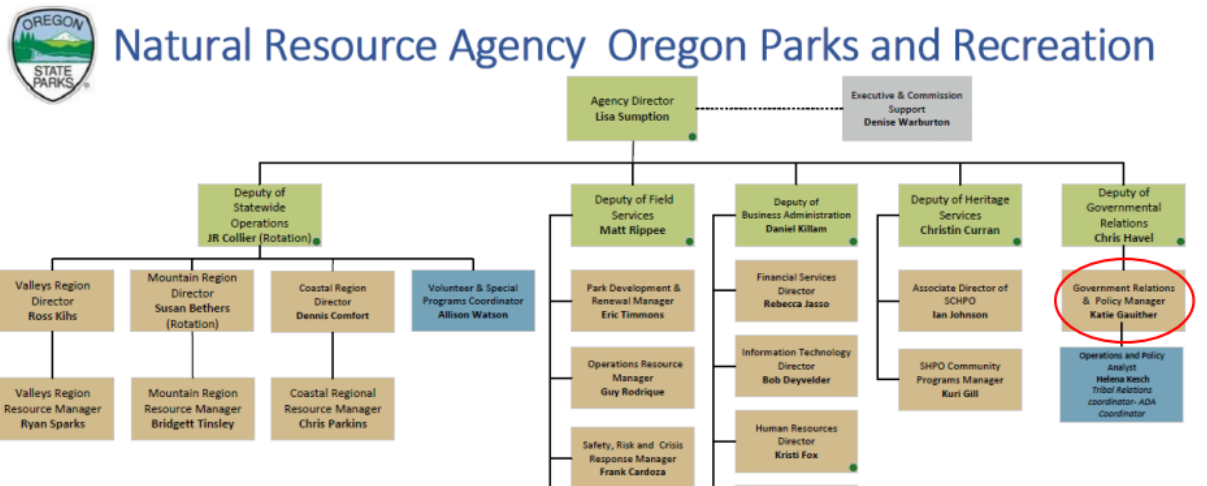 OREGON
STATE
PARKS
Natural Resource Agency Oregon Parks and Recreation
Agency Director
Lisa Sumption
Executive & Commission
Support
Denise Warburton
Deputy of
Statewide
Operations
JR Collier (Rotation)
Deputy of Field
Services
Matt Rippee
Deputy of
Business Administration
Daniel Killam
Deputy of Heritage
Services
Christin Curran
Deputy of
Governmental
Relations
Chris Havel
Valleys Region
Director
Ross Kihs
Mountain Region
Director
Susan Bethers
(Rotation)
Coastal Region
Director
Dennis Comfort
Volunteer & Special
Programs Coordinator
Allison Watson
Park Development &
Renewal Manager
Eric Timmons
Financial Services
Director
Rebecca Jasso
Associate Director of
SCHPO
Ian Johnson
Government Relations
& Policy Manager
Katie Gauither
Valleys Region
Resource Manager
Ryan Sparks
Mountain Region
Resource Manager
Bridgett Tinsley
Coastal Regional
Resource Manager
Chris Parkins
Operations Resource
Manager
Guy Rodrique
Information Technology
Director
Bob Deyvelder
SHPO Community
Programs Manager
Kuri Gill
Operations and Policy
Analyst
Helena Kesch
Tribal Relations
coordinator- ADA
Coordinator
Safety, Risk and Crisis
Response Manager
Frank Cardoza
Human Resources
Director
Kristi Fox